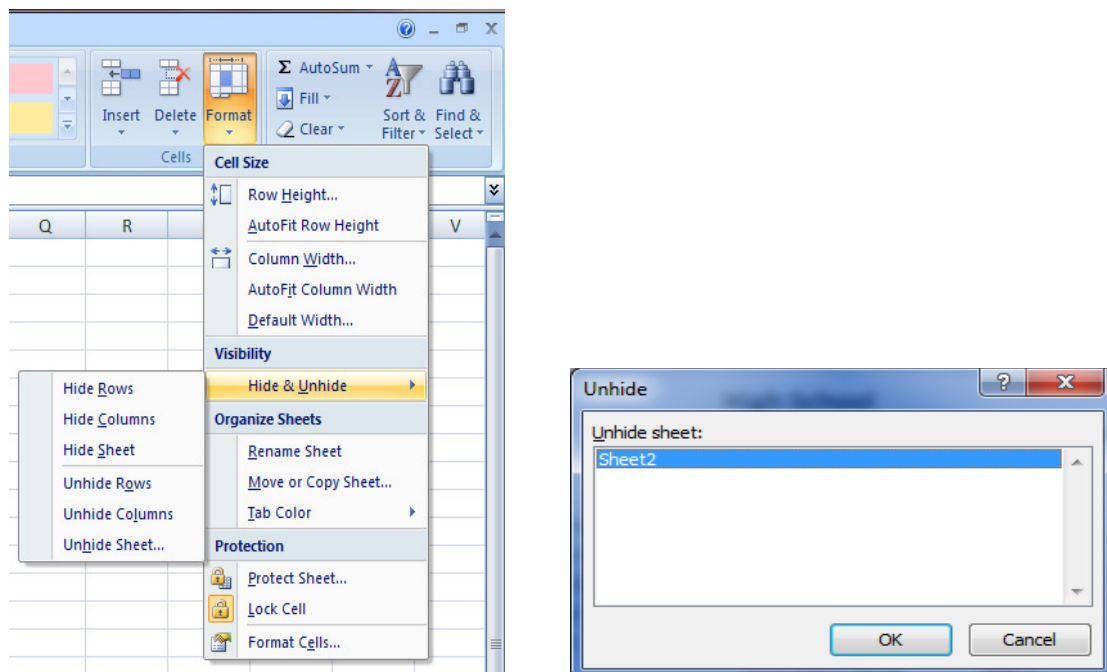 Σ AutoSum
Fill
Clear
Insert
Delete
Format
Sort &
Filter
Find &
Select
Cells
Q
R
V
Cell Size
Row Height...
AutoFit Row Height
Column Width...
AutoFit Column Width
Default Width...
Visibility
Hide & Unhide
Hide Rows
Hide Columns
Hide Sheet
Unhide Rows
Unhide Columns
Unhide Sheet...
Organize Sheets
Rename Sheet
Move or Copy Sheet...
Tab Color
Protection
Protect Sheet...
Lock Cell
Format Cells...
Unhide
Unhide sheet:
Sheet2
OK
Cancel